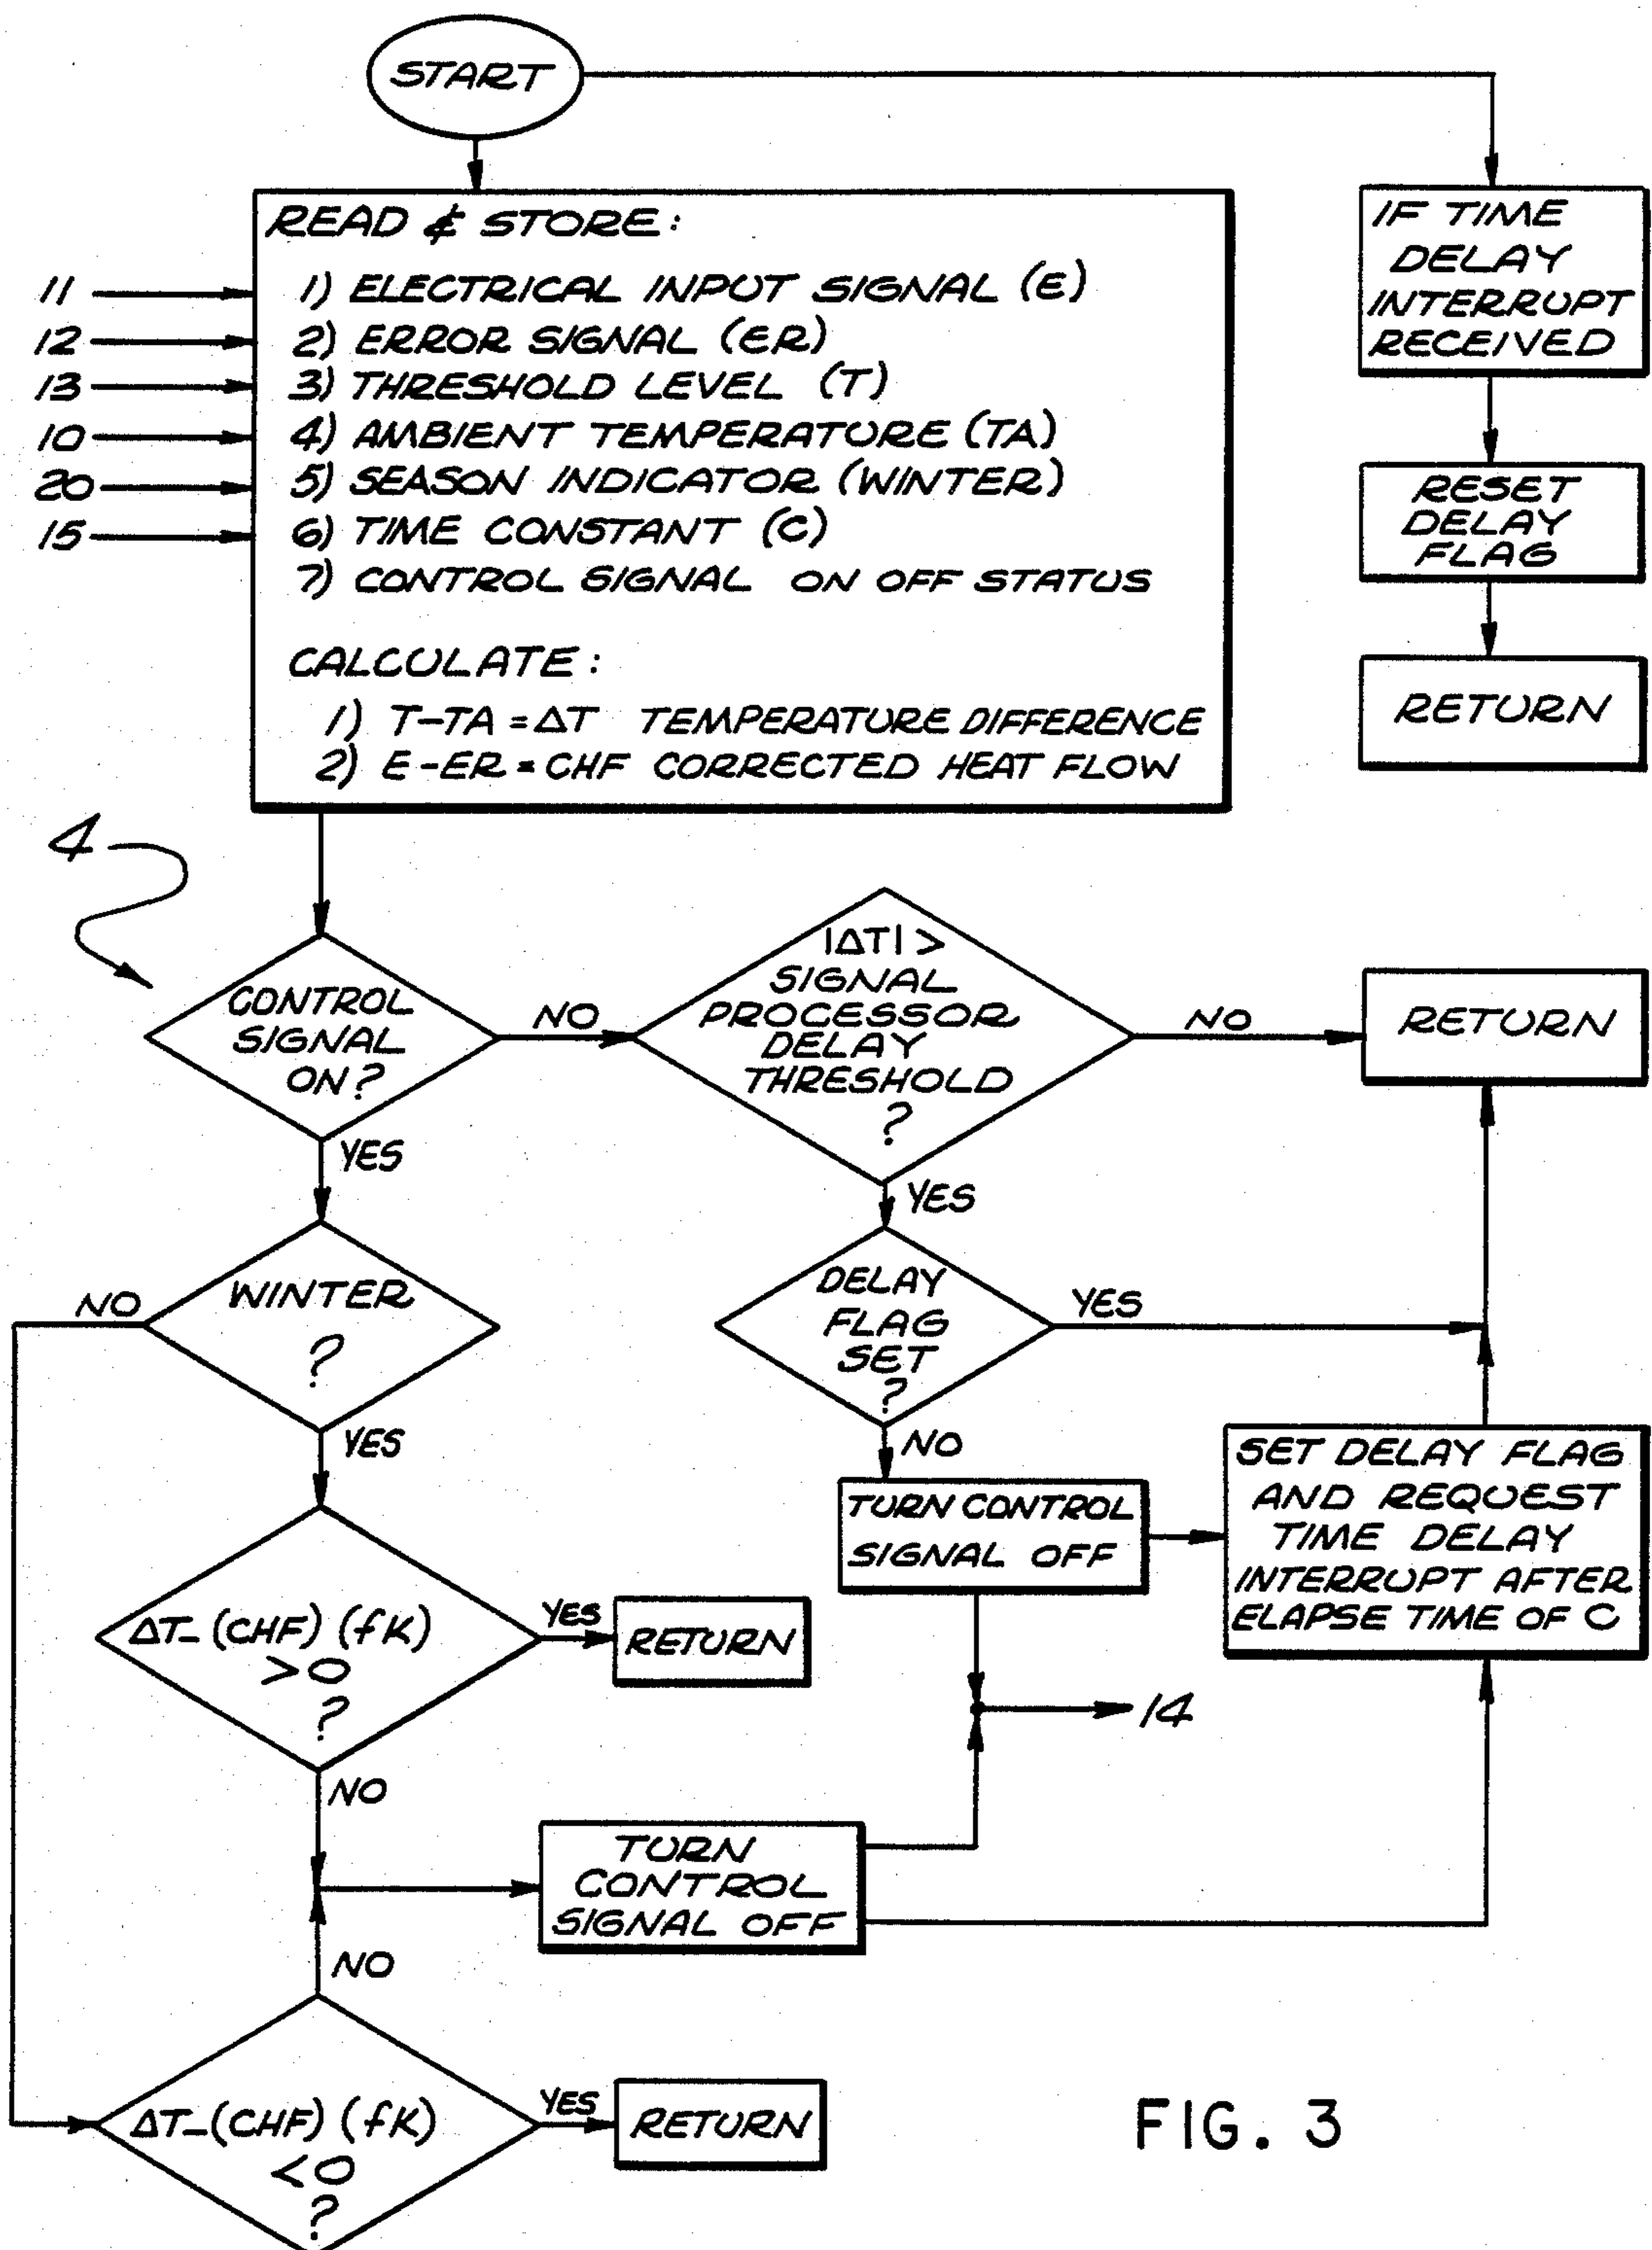 START
READ & STORE:
11
1) ELECTRICAL INPUT SIGNAL (E)
12
2) ERROR SIGNAL (ER)
13
3) THRESHOLD LEVEL (T)
10
4) AMBIENT TEMPERATURE (TA)
20
5) SEASON INDICATOR (WINTER)
15
6) TIME CONSTANT (C)
7) CONTROL SIGNAL ON OFF STATUS
CALCULATE:
1) T-TA = ΔT TEMPERATURE DIFFERENCE
2) E-ER = CHF CORRECTED HEAT FLOW
IF TIME
DELAY
INTERRUPT
RECEIVED
RESET
DELAY
FLAG
RETURN
4
CONTROL
SIGNAL
ON?
NO
YES
|ΔT| >
SIGNAL
PROCESSOR
DELAY
THRESHOLD
?
NO
YES
RETURN
WINTER
?
NO
YES
DELAY
FLAG
SET
?
YES
NO
TURN CONTROL
SIGNAL OFF
SET DELAY FLAG
AND REQUEST
TIME DELAY
INTERRUPT AFTER
ELAPSE TIME OF C
ΔT-(CHF) (fK)
>0
?
YES
RETURN
NO
14
TURN
CONTROL
SIGNAL OFF
NO
ΔT-(CHF) (fK)
<0
?
YES
RETURN
FIG. 3